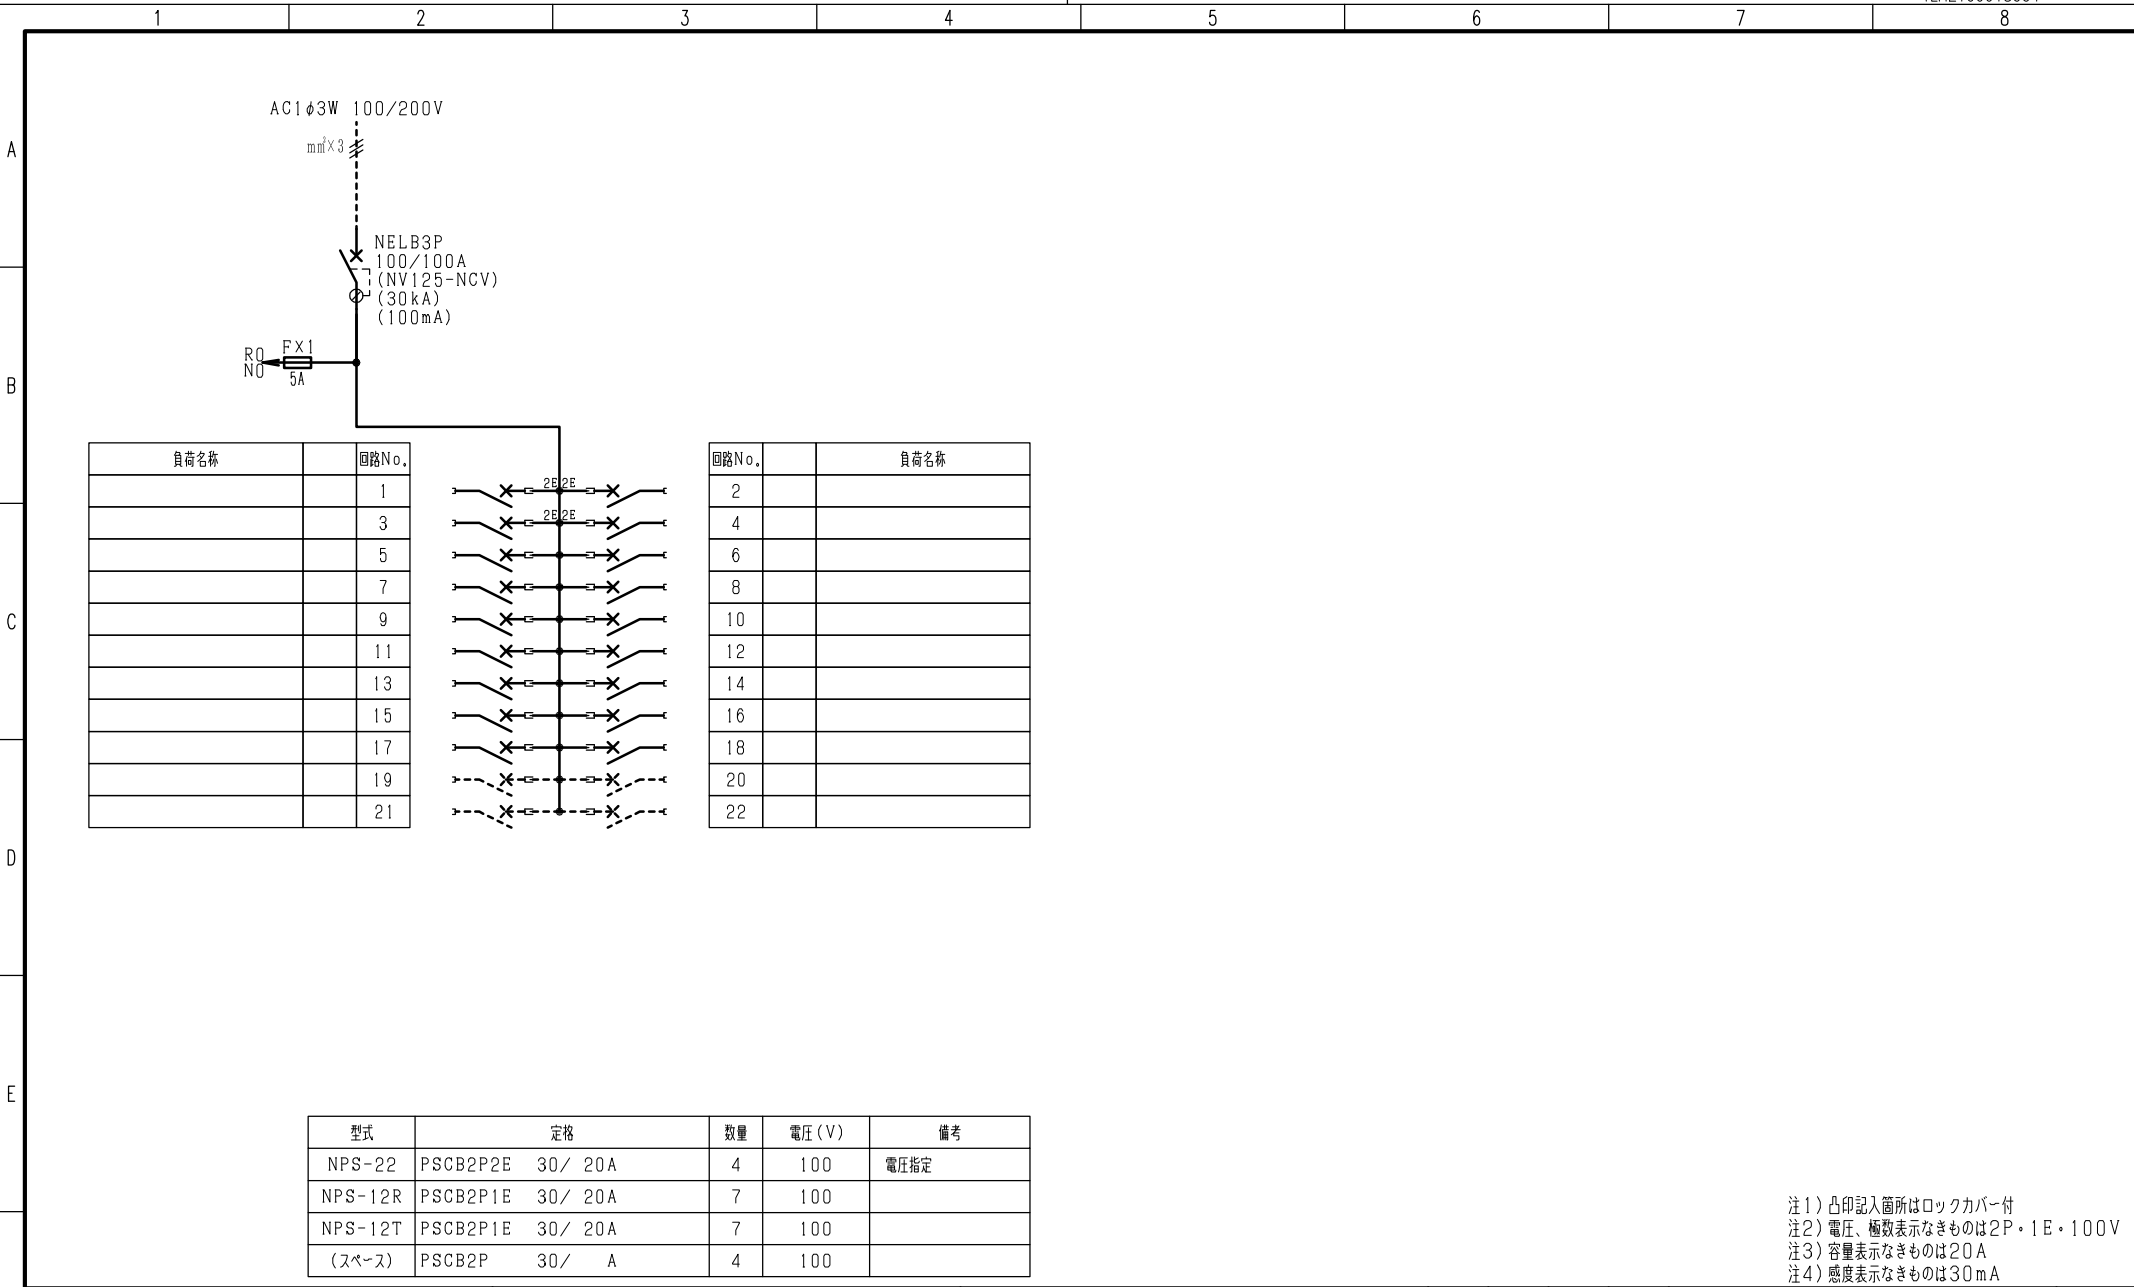 1 2 3 4 5 6 7 8
A
B
C
D
E
AC1φ3W 100/200V
mm²×3
NELB3P
100/100A
(NV125-NCV)
(30kA)
(100mA)
R0
N0
F×1
5A
負荷名称 回路No. 回路No. 負荷名称
1 2E 2E 2
3 2E 2E 4
5 6
7 8
9 10
11 12
13 14
15 16
17 18
19 20
21 22
型式 定格 数量 電圧(V) 備考
NPS-22 PSCB2P2E 30/ 20A 4 100 電圧指定
NPS-12R PSCB2P1E 30/ 20A 7 100
NPS-12T PSCB2P1E 30/ 20A 7 100
(スペース) PSCB2P 30/ A 4 100
注1)凸印記入箇所はロックカバー付
注2)電圧、極数表示なきものは2P・1E・100V
注3)容量表示なきものは20A
注4)感度表示なきものは30mA